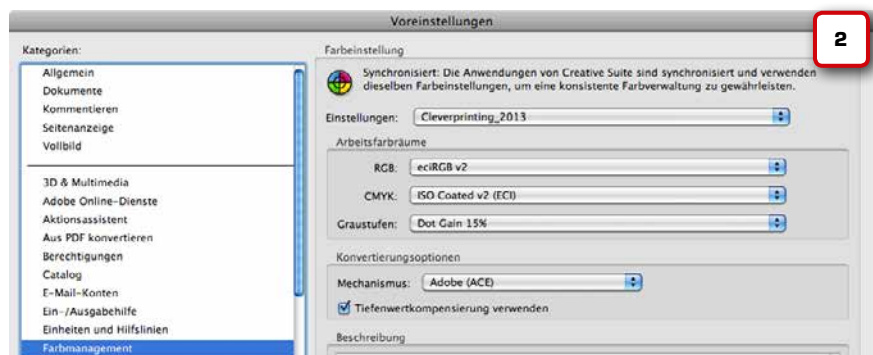 Voreinstellungen
2
Kategorien:
Allgemein
Dokumente
Kommentieren
Seitenanzeige
Vollbild
3D & Multimedia
Adobe Online-Dienste
Aktionsassistent
Aus PDF konvertieren
Berechtigungen
Catalog
E-Mail-Konten
Ein-/Ausgabehilfe
Einheiten und Hilfslinien
Farbmanagement
Farbeinstellung
Synchronisiert: Die Anwendungen von Creative Suite sind synchronisiert und verwenden
dieselben Farbeinstellungen, um eine konsistente Farbverwaltung zu gewährleisten.
Einstellungen: Cleverprinting_2013
Arbeitsfarbräume
RGB: eciRGB v2
CMYK: ISO Coated v2 (ECI)
Graustufen: Dot Gain 15%
Konvertierungsoptionen
Mechanismus: Adobe (ACE)
Tiefenwertkompensierung verwenden
Beschreibung